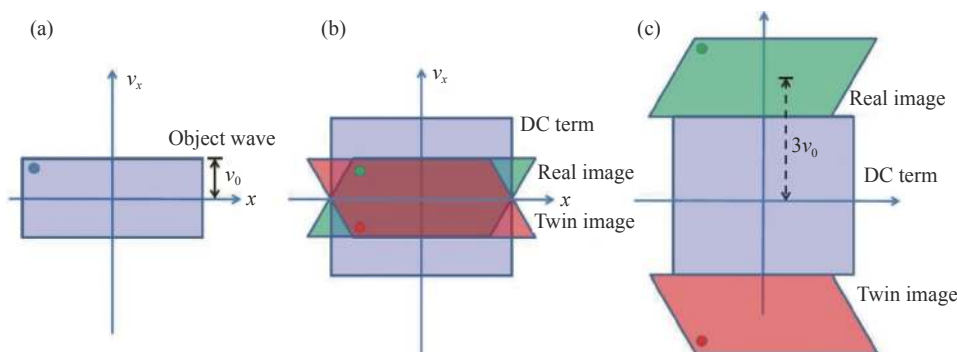 (a)
v_x
Object wave
v_0
x
(b)
v_x
DC term
Real image
x
Twin image
(c)
Real image
3v_0
DC term
Twin image